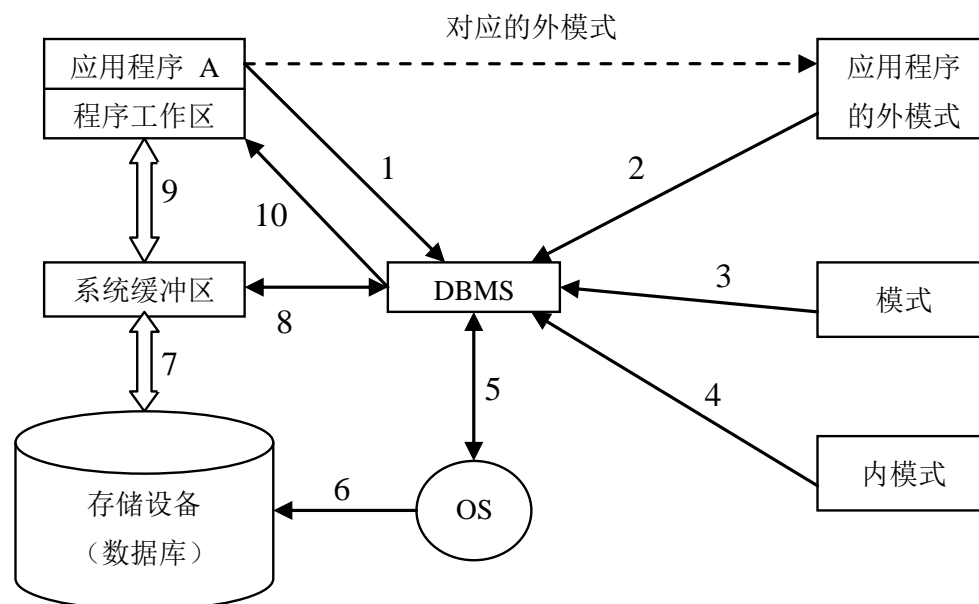 对应的外模式
应用程序 A
程序工作区
应用程序
的外模式
1
2
9
10
系统缓冲区
8
DBMS
3
模式
7
5
4
内模式
存储设备
（数据库）
6
OS